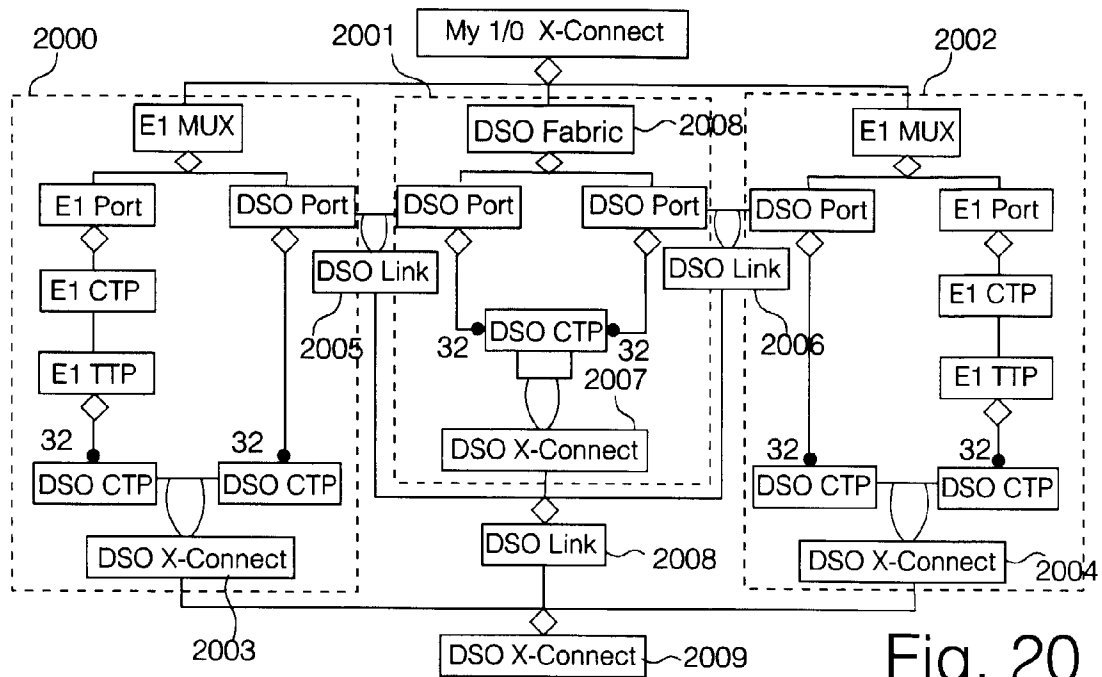 My 1/0 X-Connect
2000
2001
2002
E1 MUX
DSO Fabric
2008
E1 MUX
E1 Port
DSO Port
DSO Port
DSO Port
DSO Port
E1 Port
DSO Link
DSO Link
E1 CTP
E1 CTP
2005
32
DSO CTP
32
2006
E1 TTP
E1 TTP
2007
32
32
DSO X-Connect
32
32
DSO CTP
DSO CTP
DSO CTP
DSO CTP
DSO X-Connect
DSO Link
2008
DSO X-Connect
2004
2003
DSO X-Connect
2009
Fig. 20